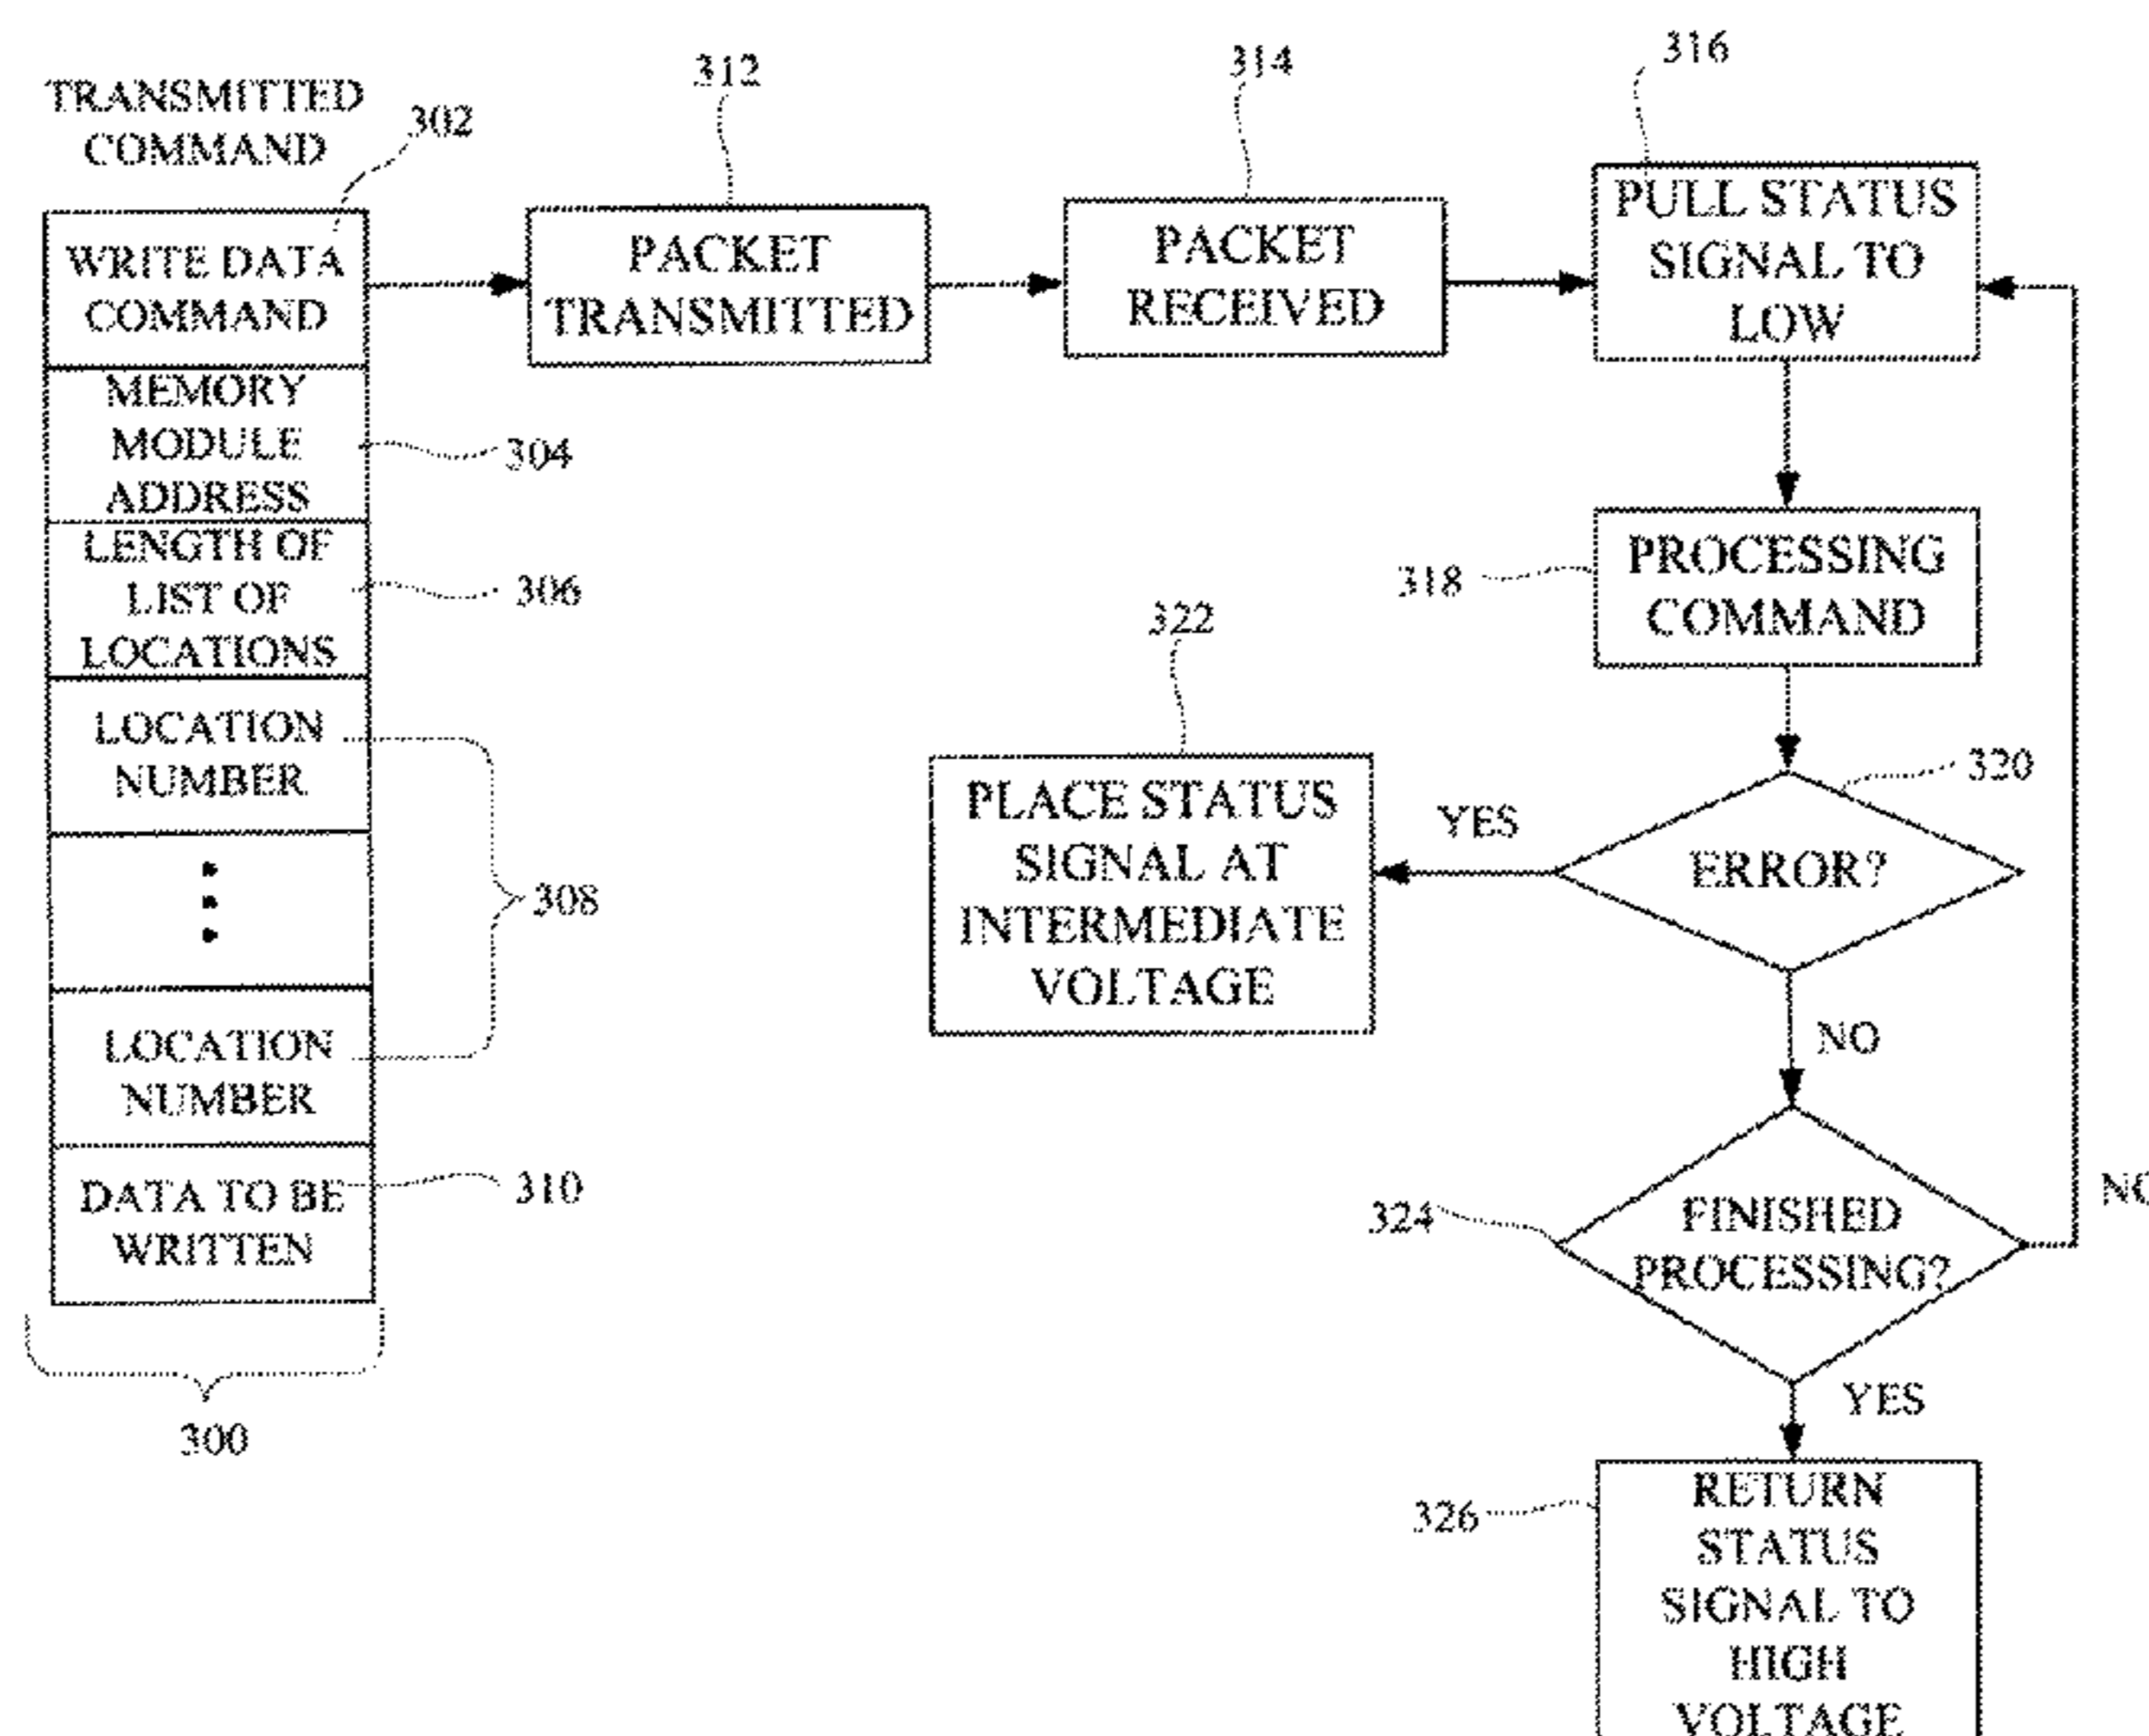 TRANSMITTED
COMMAND
302
WRITE DATA
COMMAND
MEMORY
MODULE
ADDRESS
304
LENGTH OF
LIST OF
LOCATIONS
306
LOCATION
NUMBER
308
LOCATION
NUMBER
DATA TO BE
WRITTEN
310
300
312
PACKET
TRANSMITTED
314
PACKET
RECEIVED
316
PULL STATUS
SIGNAL TO
LOW
318
PROCESSING
COMMAND
320
ERROR?
YES
322
PLACE STATUS
SIGNAL AT
INTERMEDIATE
VOLTAGE
NO
324
FINISHED
PROCESSING?
NO
YES
326
RETURN
STATUS
SIGNAL TO
HIGH
VOLTAGE